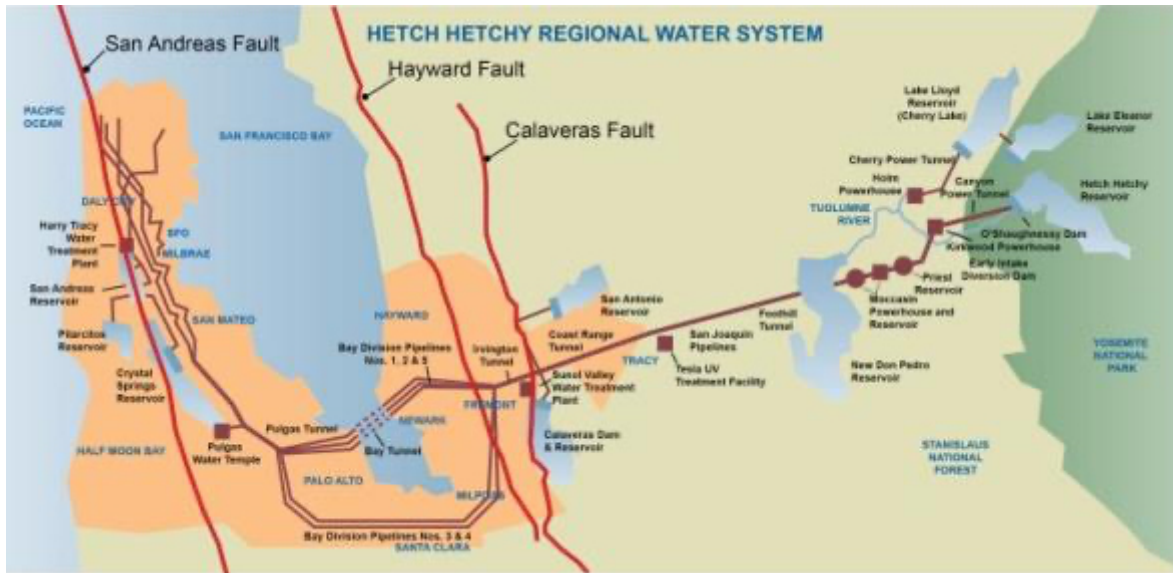 HETCH HETCHY REGIONAL WATER SYSTEM
San Andreas Fault
Hayward Fault
Calaveras Fault
PACIFIC
OCEAN
SAN FRANCISCO BAY
DALY CITY
Harry Tracy
Water
Treatment
Plant
SFO
MILBRAE
San Andreas
Reservoir
Pilarcitos
Reservoir
SAN MATEO
Crystal
Springs
Reservoir
HALF MOON BAY
Pulgas
Water Temple
Pulgas Tunnel
PALO ALTO
Bay Tunnel
NEWARK
HAYWARD
Bay Division Pipelines
Nos. 1, 2 & 5
FREMONT
MILPITAS
Bay Division Pipelines Nos. 3 & 4
SANTA CLARA
Irvington
Tunnel
San Antonio
Reservoir
Coast Range
Tunnel
Sunol Valley
Water Treatment
Plant
Calaveras Dam
& Reservoir
TRACY
San Joaquin
Pipelines
Tesla UV
Treatment Facility
Foothill
Tunnel
New Don Pedro
Reservoir
Moccasin
Powerhouse and
Reservoir
Priest
Reservoir
Early Intake
Diversion Dam
Kirkwood Powerhouse
O'Shaughnessy Dam
Hetch Hetchy
Reservoir
Canyon
Power Tunnel
Cherry Power Tunnel
Holm
Powerhouse
TUOLUMNE
RIVER
Lake Lloyd
Reservoir
(Cherry Lake)
Lake Eleanor
Reservoir
YOSEMITE
NATIONAL
PARK
STANISLAUS
NATIONAL
FOREST